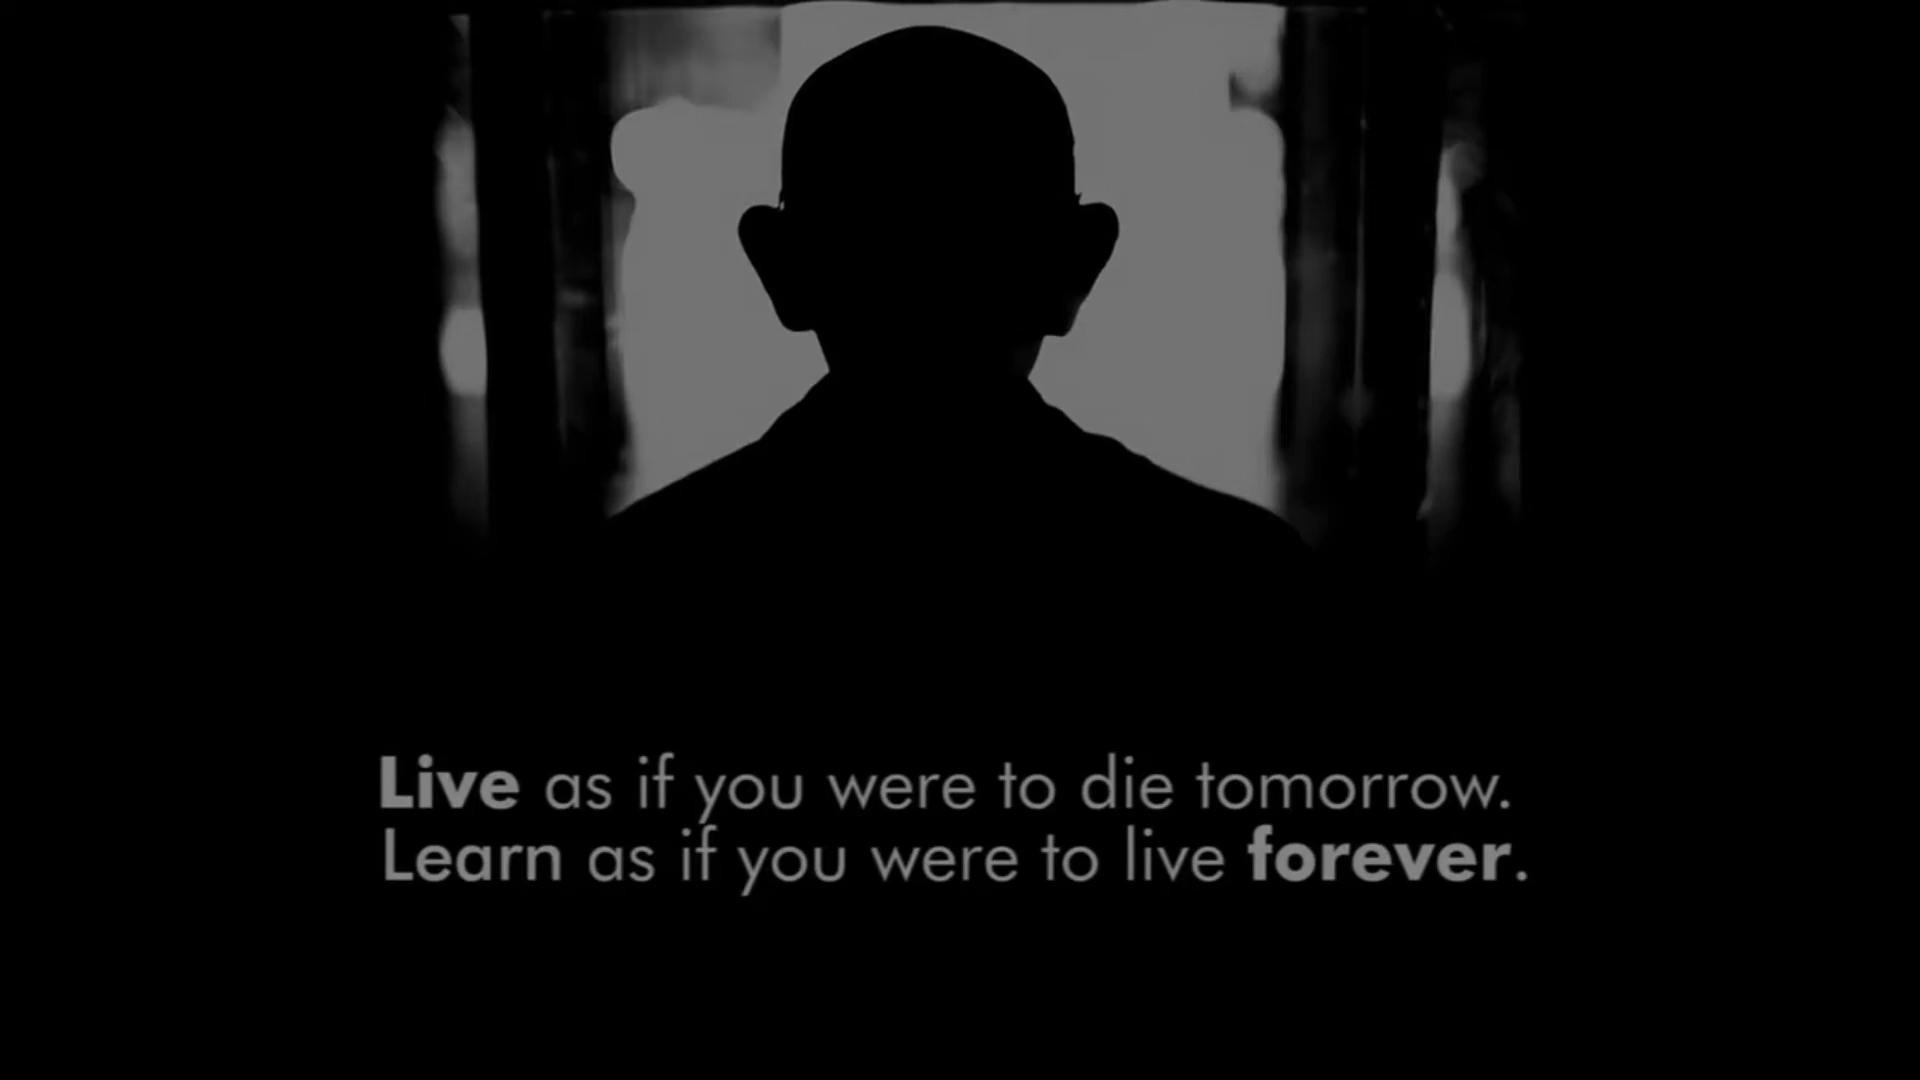 Live as if you were to die tomorrow.
Learn as if you were to live forever.